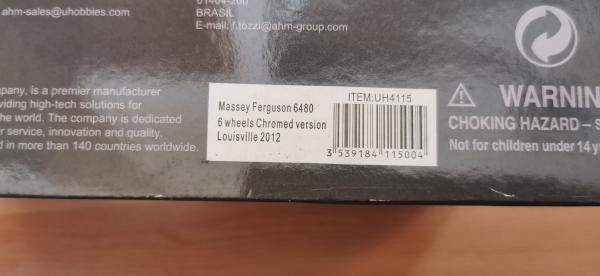 ahm-sales@uhobbies.com
BRASIL
E-mail: f.tozzi@ahm-group.com
pany, is a premier manufacturer
viding high-tech solutions for
the world. The company is dedicated
r service, innovation and quality.
d in more than 140 countries worldwide.
Massey Ferguson 6480
6 wheels Chromed version
Louisville 2012
ITEM:UH4115
3 539184 115004
WARNIN
CHOKING HAZARD – S
Not for children under 14 y